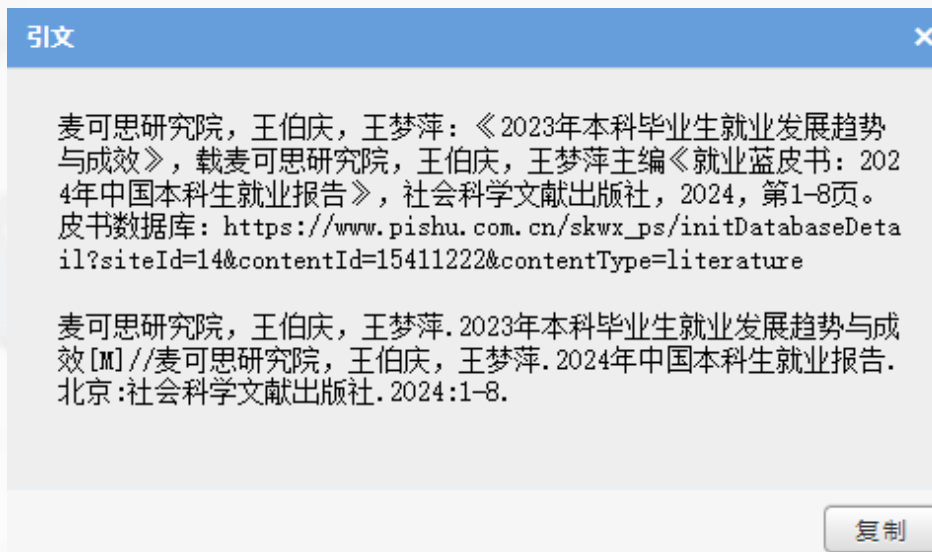 引文
麦可思研究院，王伯庆，王梦萍：《2023年本科毕业生就业发展趋势
与成效》，载麦可思研究院，王伯庆，王梦萍主编《就业蓝皮书：202
4年中国本科生就业报告》，社会科学文献出版社，2024，第1-8页。
皮书数据库：https://www.pishu.com.cn/skwx_ps/initDatabaseDeta
il?siteId=14&contentId=15411222&contentType=literature
麦可思研究院，王伯庆，王梦萍.2023年本科毕业生就业发展趋势与成
效[M]//麦可思研究院，王伯庆，王梦萍.2024年中国本科生就业报告.
北京:社会科学文献出版社.2024:1-8.
复制